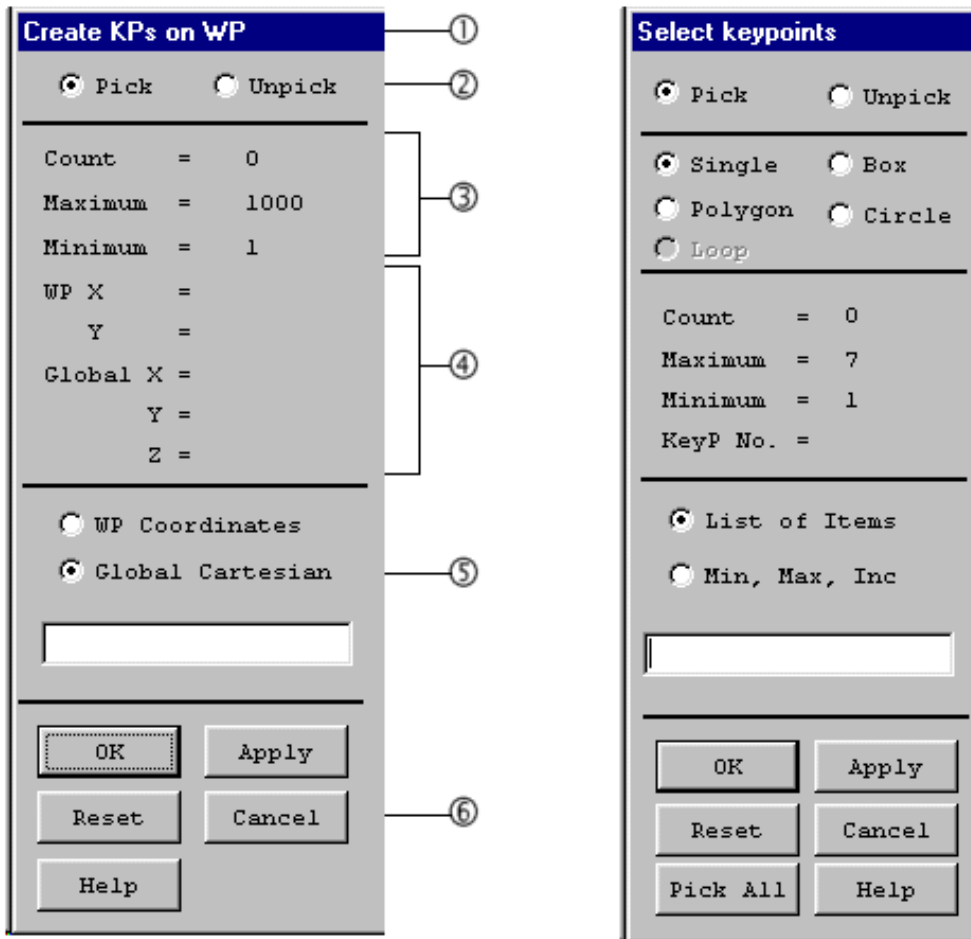 Create KPs on WP
①
Pick Unpick
②
Count = 0
Maximum = 1000
Minimum = 1
③
WP X =
Y =
Global X =
Y =
Z =
④
WP Coordinates
Global Cartesian
⑤
OK Apply
Reset Cancel
⑥
Help
Select keypoints
Pick Unpick
Single Box
Polygon Circle
Loop
Count = 0
Maximum = 7
Minimum = 1
KeyP No. =
List of Items
Min, Max, Inc
OK Apply
Reset Cancel
Pick All Help